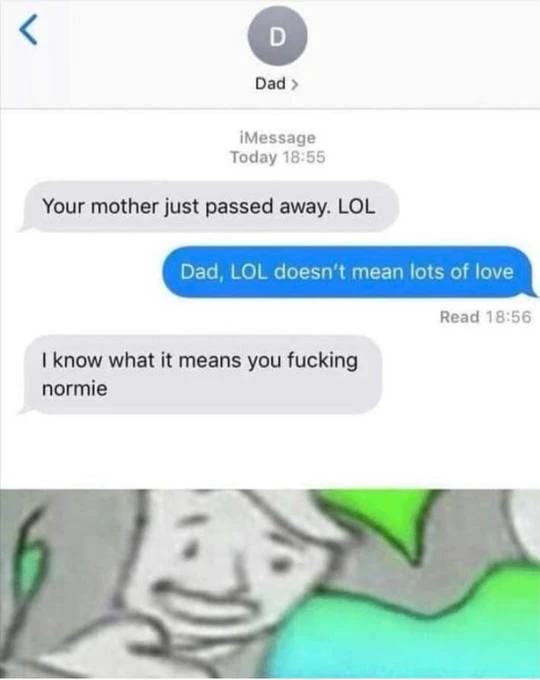 D
Dad >
iMessage
Today 18:55
Your mother just passed away. LOL
Dad, LOL doesn't mean lots of love
Read 18:56
I know what it means you fucking
normie